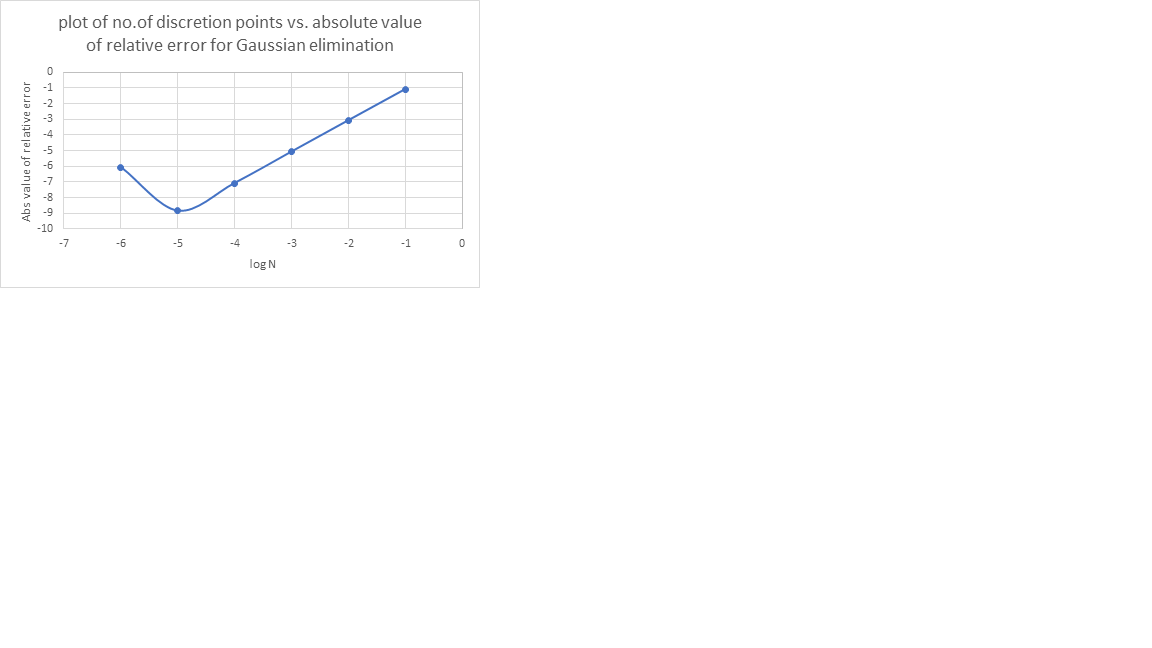 plot of no.of discretion points vs. absolute value
of relative error for Gaussian elimination
Abs value of relative error
0
-1
-2
-3
-4
-5
-6
-7
-8
-9
-10
-7 -6 -5 -4 -3 -2 -1 0
log N